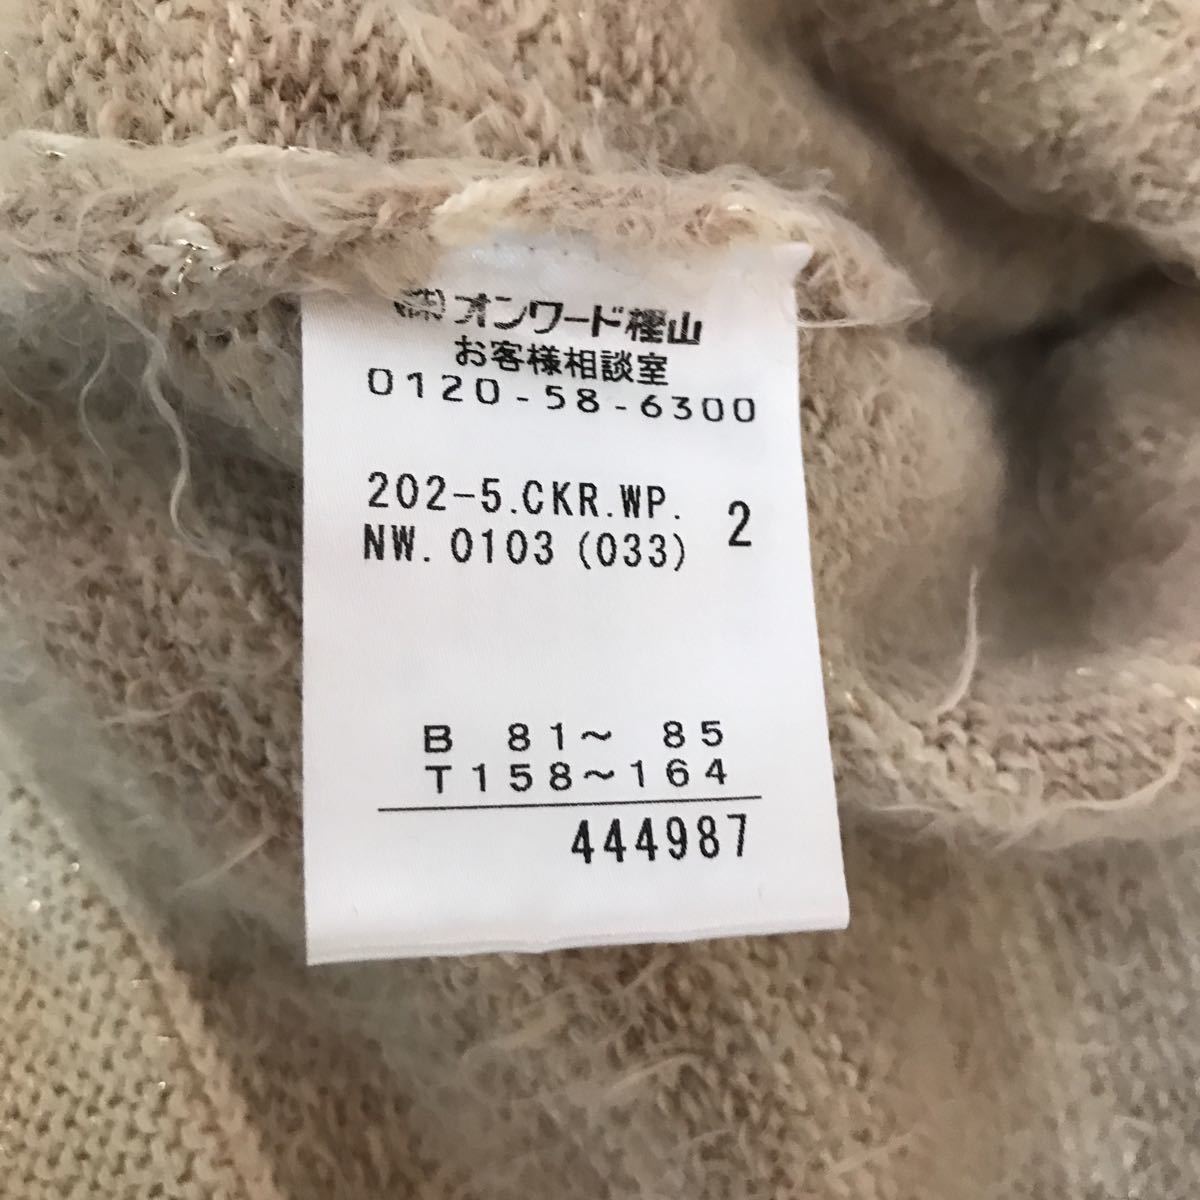 ㈱オンワード樫山
お客様相談室
0120-58-6300
202-5.CKR.WP.
NW.0103(033) 2
B 81〜 85
T158〜164
444987